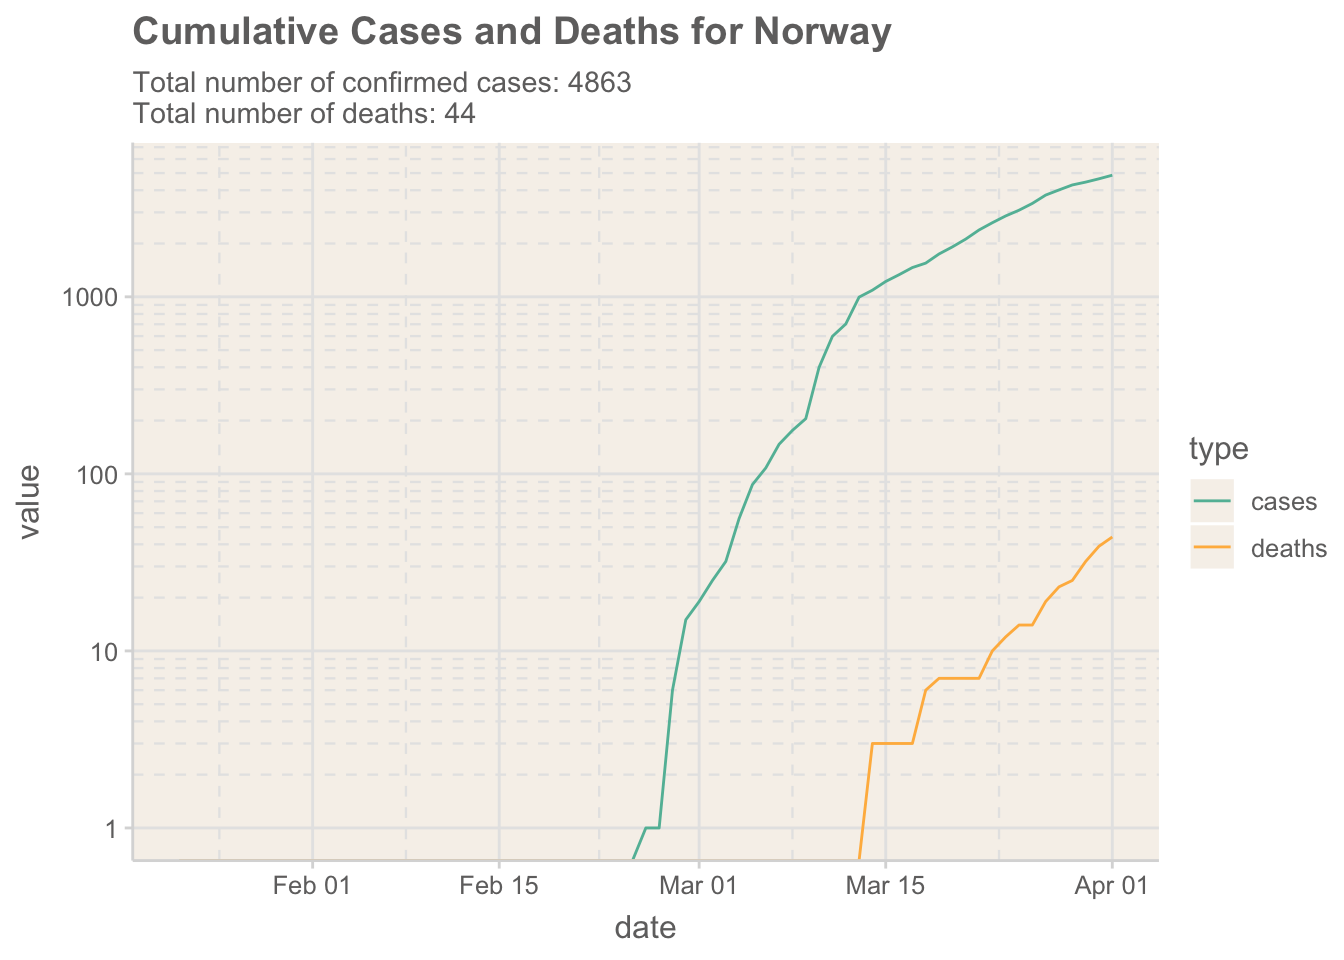 Cumulative Cases and Deaths for Norway
Total number of confirmed cases: 4863
Total number of deaths: 44
value
1000
100
10
1
Feb 01
Feb 15
Mar 01
Mar 15
Apr 01
date
type
cases
deaths